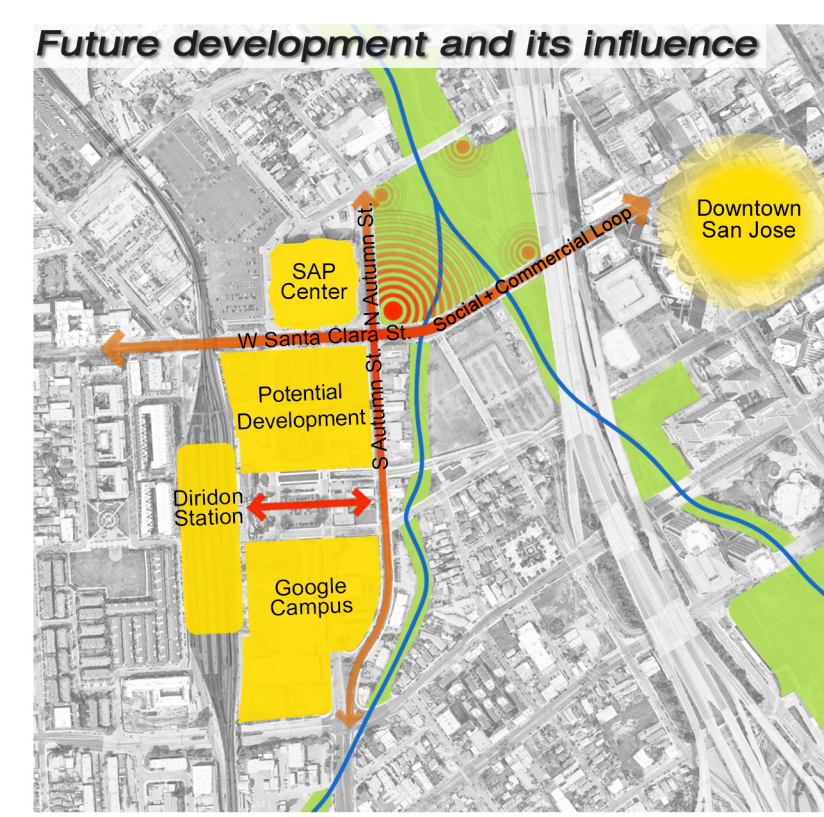 Future development and its influence
Downtown
San Jose
N Autumn St.
Social + Commercial Loop
SAP
Center
W Santa Clara St.
S Autumn St.
Potential
Development
Diridon
Station
Google
Campus